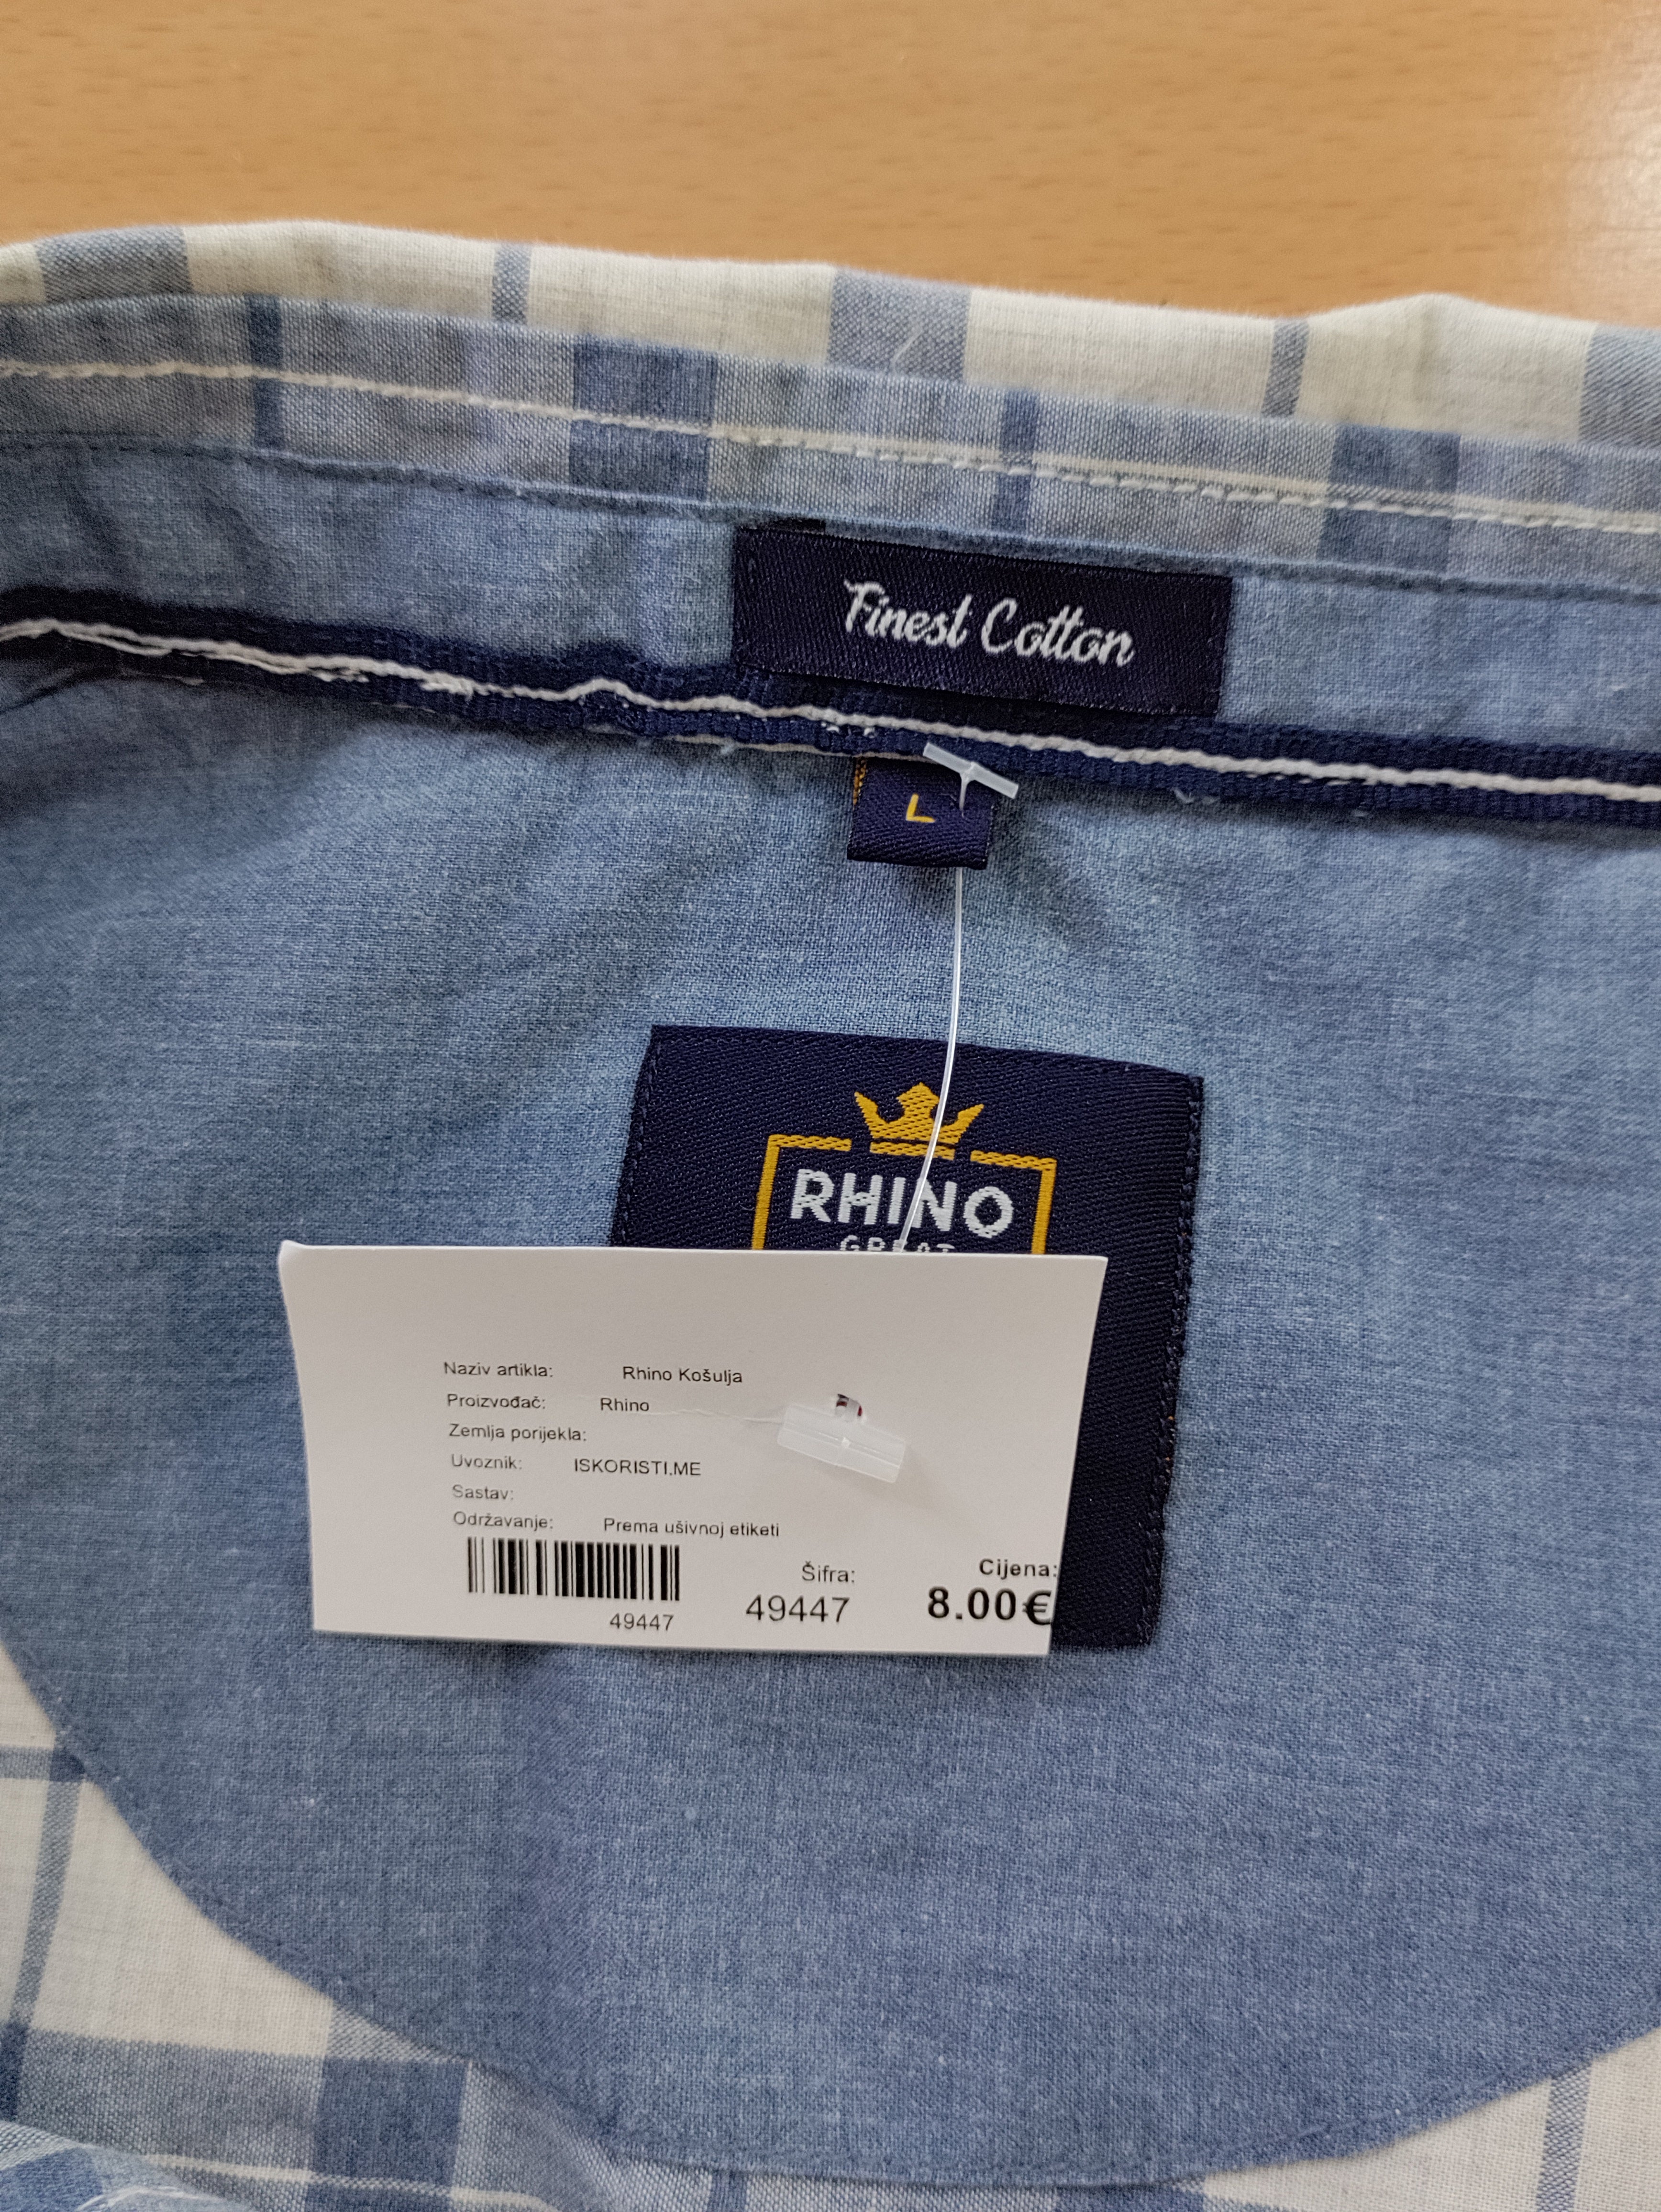 Finest Cotton
L
RHINO
GREAT
Naziv artikla: Rhino Košulja
Proizvođač: Rhino
Zemlja porijekla:
Uvoznik: ISKORISTI.ME
Sastav:
Održavanje: Prema ušivnoj etiketi
49447
Šifra:
49447
Cijena:
8.00€